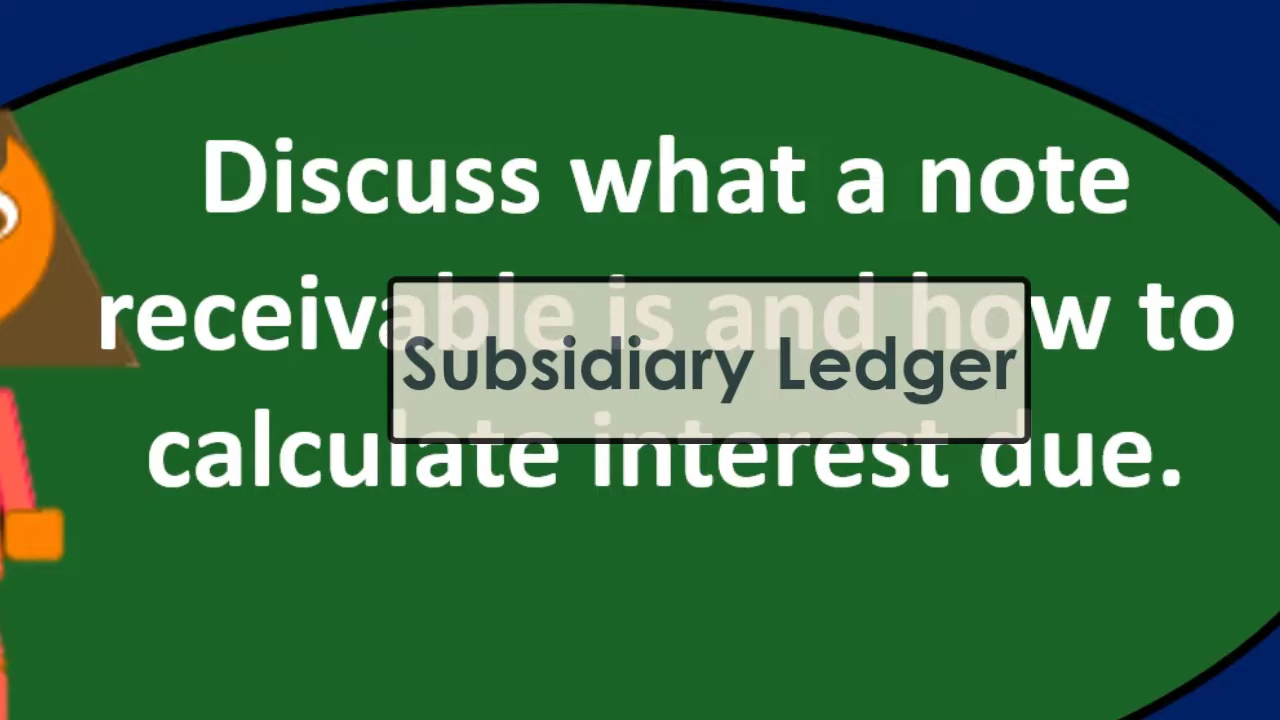 Discuss what a note
receivable is and how to
Subsidiary Ledger
calculate interest due.